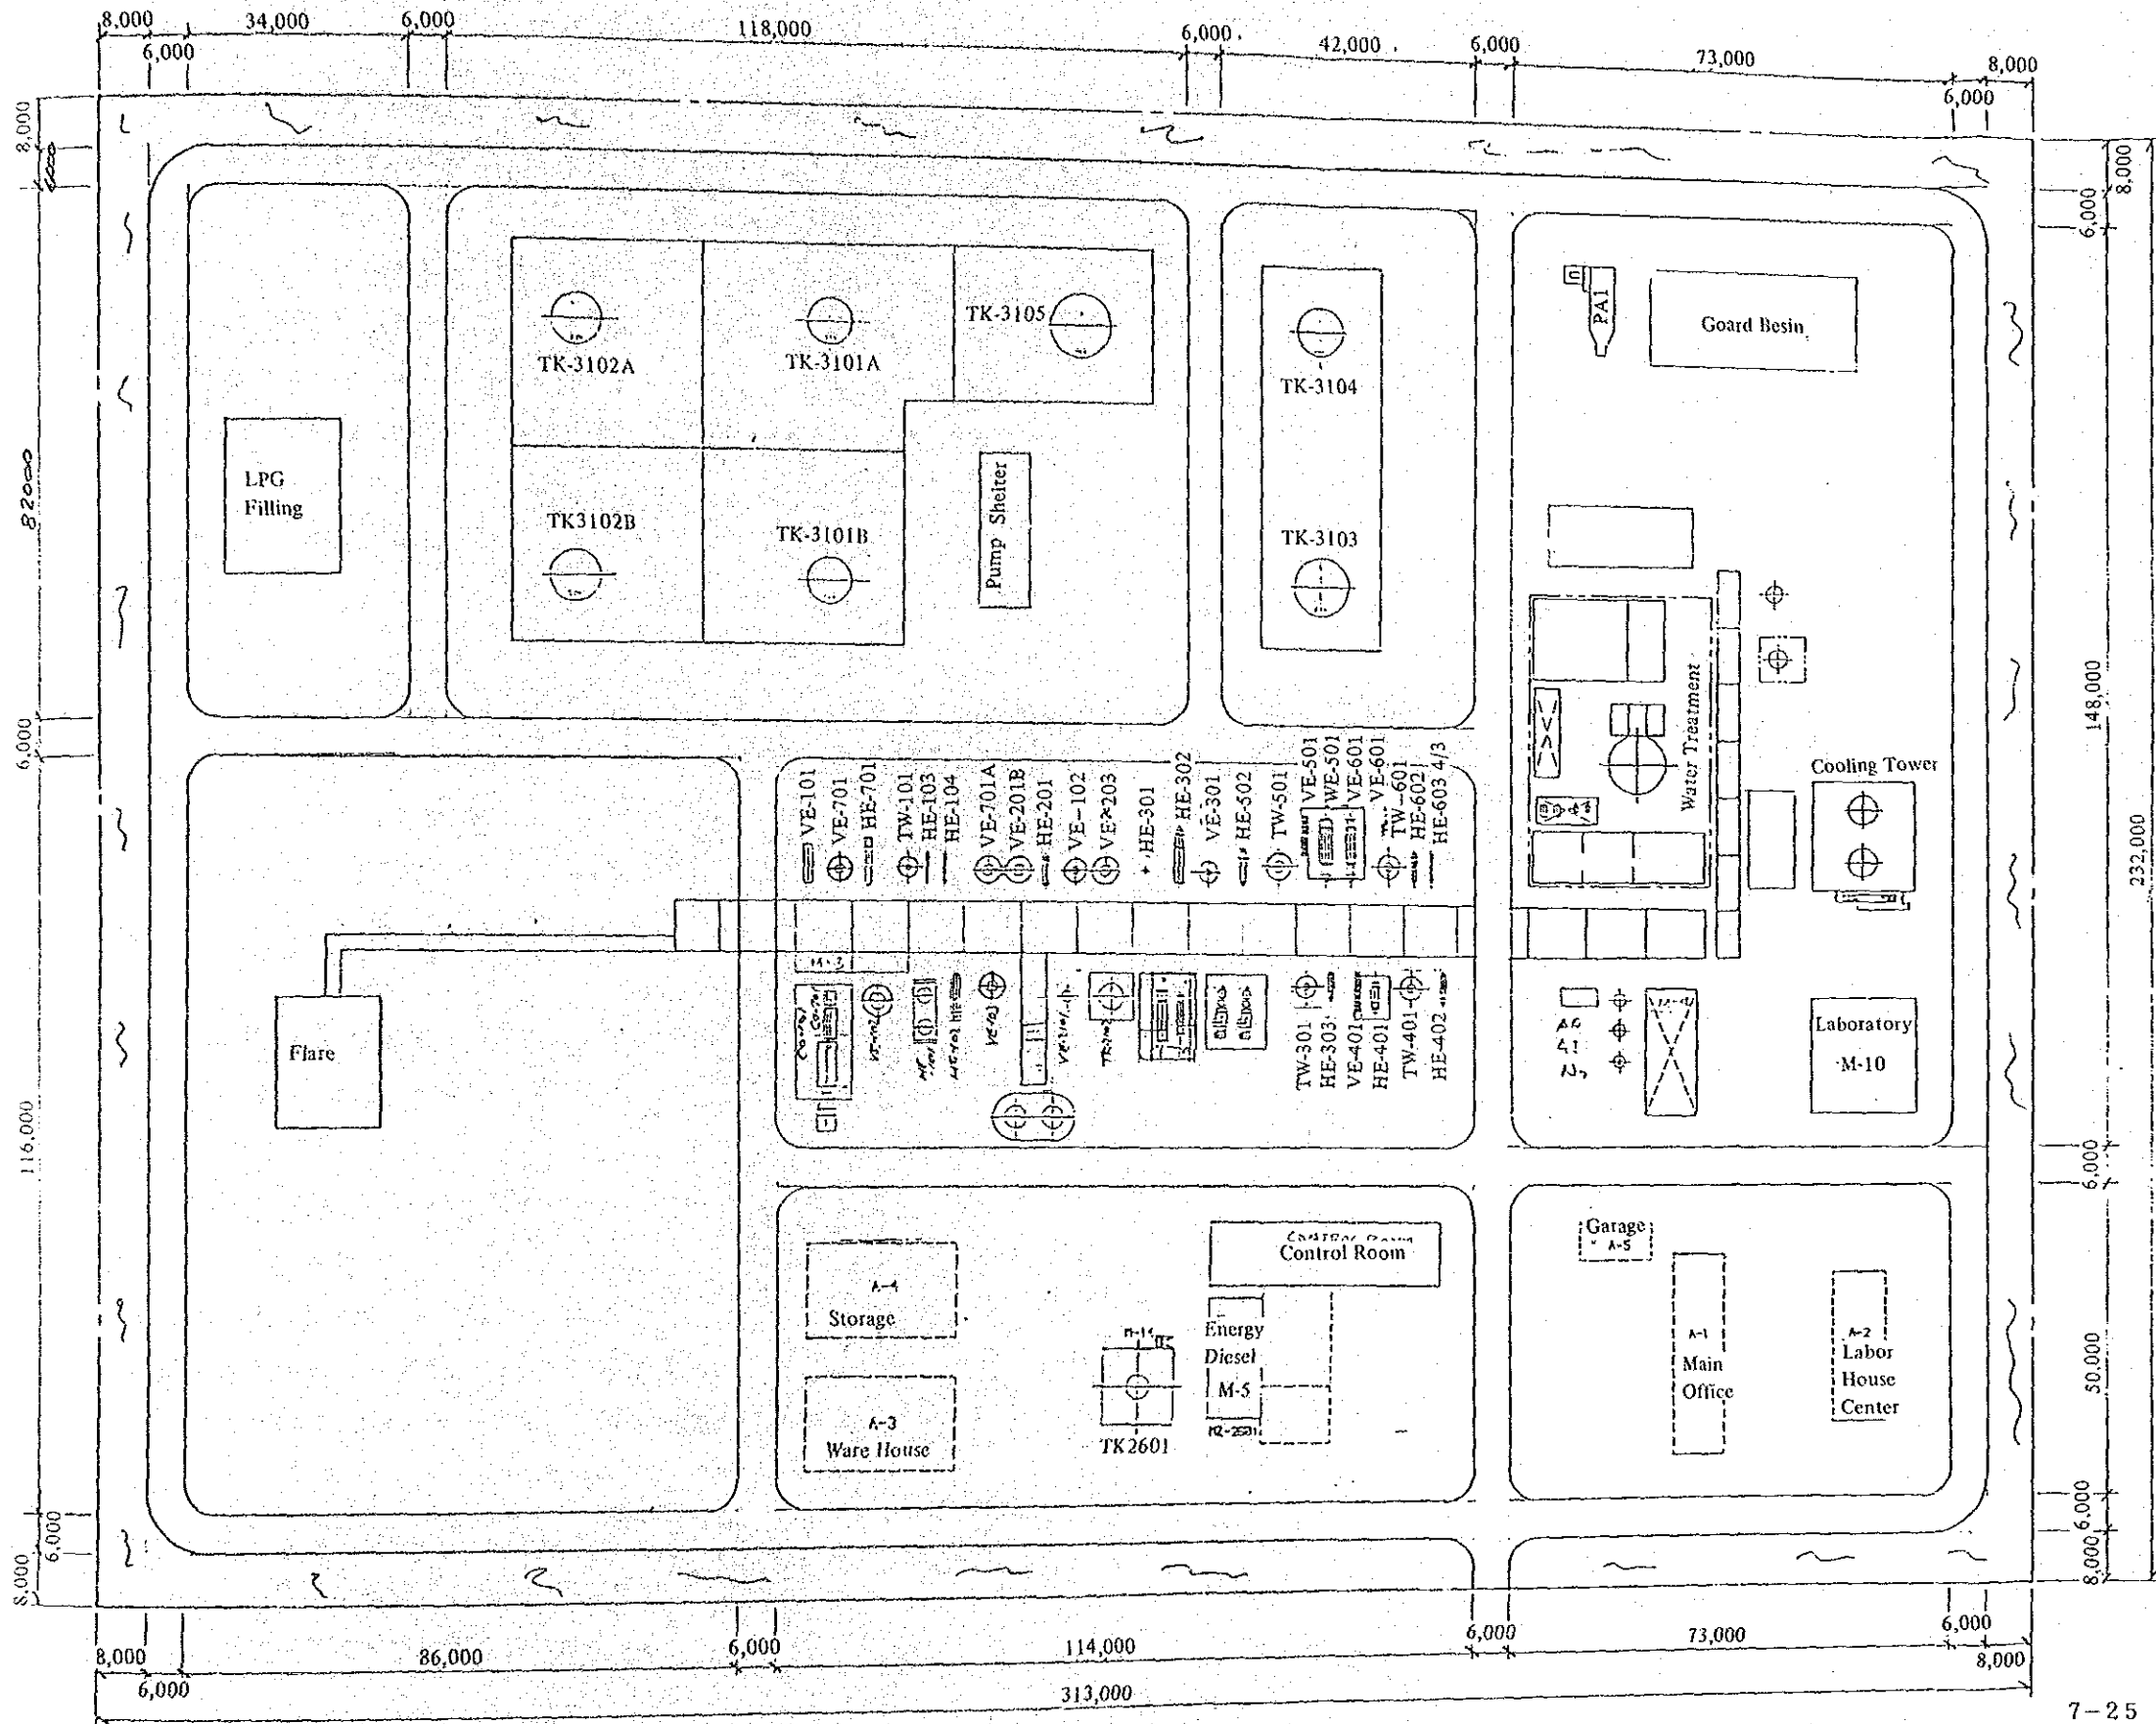 8,000
34,000
6,000
118,000
6,000
42,000
6,000
73,000
8,000
6,000
6,000
8,000
6000
82000
6,000
116,000
6,000
8,000
8,000
6,000
148,000
232,000
6,000
50,000
6,000
8,000
TK-3102A
TK-3101A
TK-3105
TK-3104
PA1
Goard Besin
LPG
Filling
TK3102B
TK-3101B
Pump Shelter
TK-3103
Water Treatment
Cooling Tower
VE-101
VE-701
HE-701
TW-101
HE-103
HE-104
VE-701A
VE-201B
HE-201
VE-102
VE-203
HE-301
HE-302
VE-301
HE-502
TW-501
VE-501
WE-501
VE-601
VE-601
TW-601
HE-602
HE-603 4/3
M-3
TW-301
HE-303
VE-401
HE-401
TW-401
HE-402
Flare
Laboratory
M-10
Garage
A-5
Control Room
Control Room
A-4
Storage
Energy
Diesel
M-5
M-14
TK2601
A-3
Ware House
A-1
Main
Office
A-2
Labor
House
Center
8,000
6,000
86,000
6,000
114,000
6,000
73,000
6,000
8,000
313,000
7-25